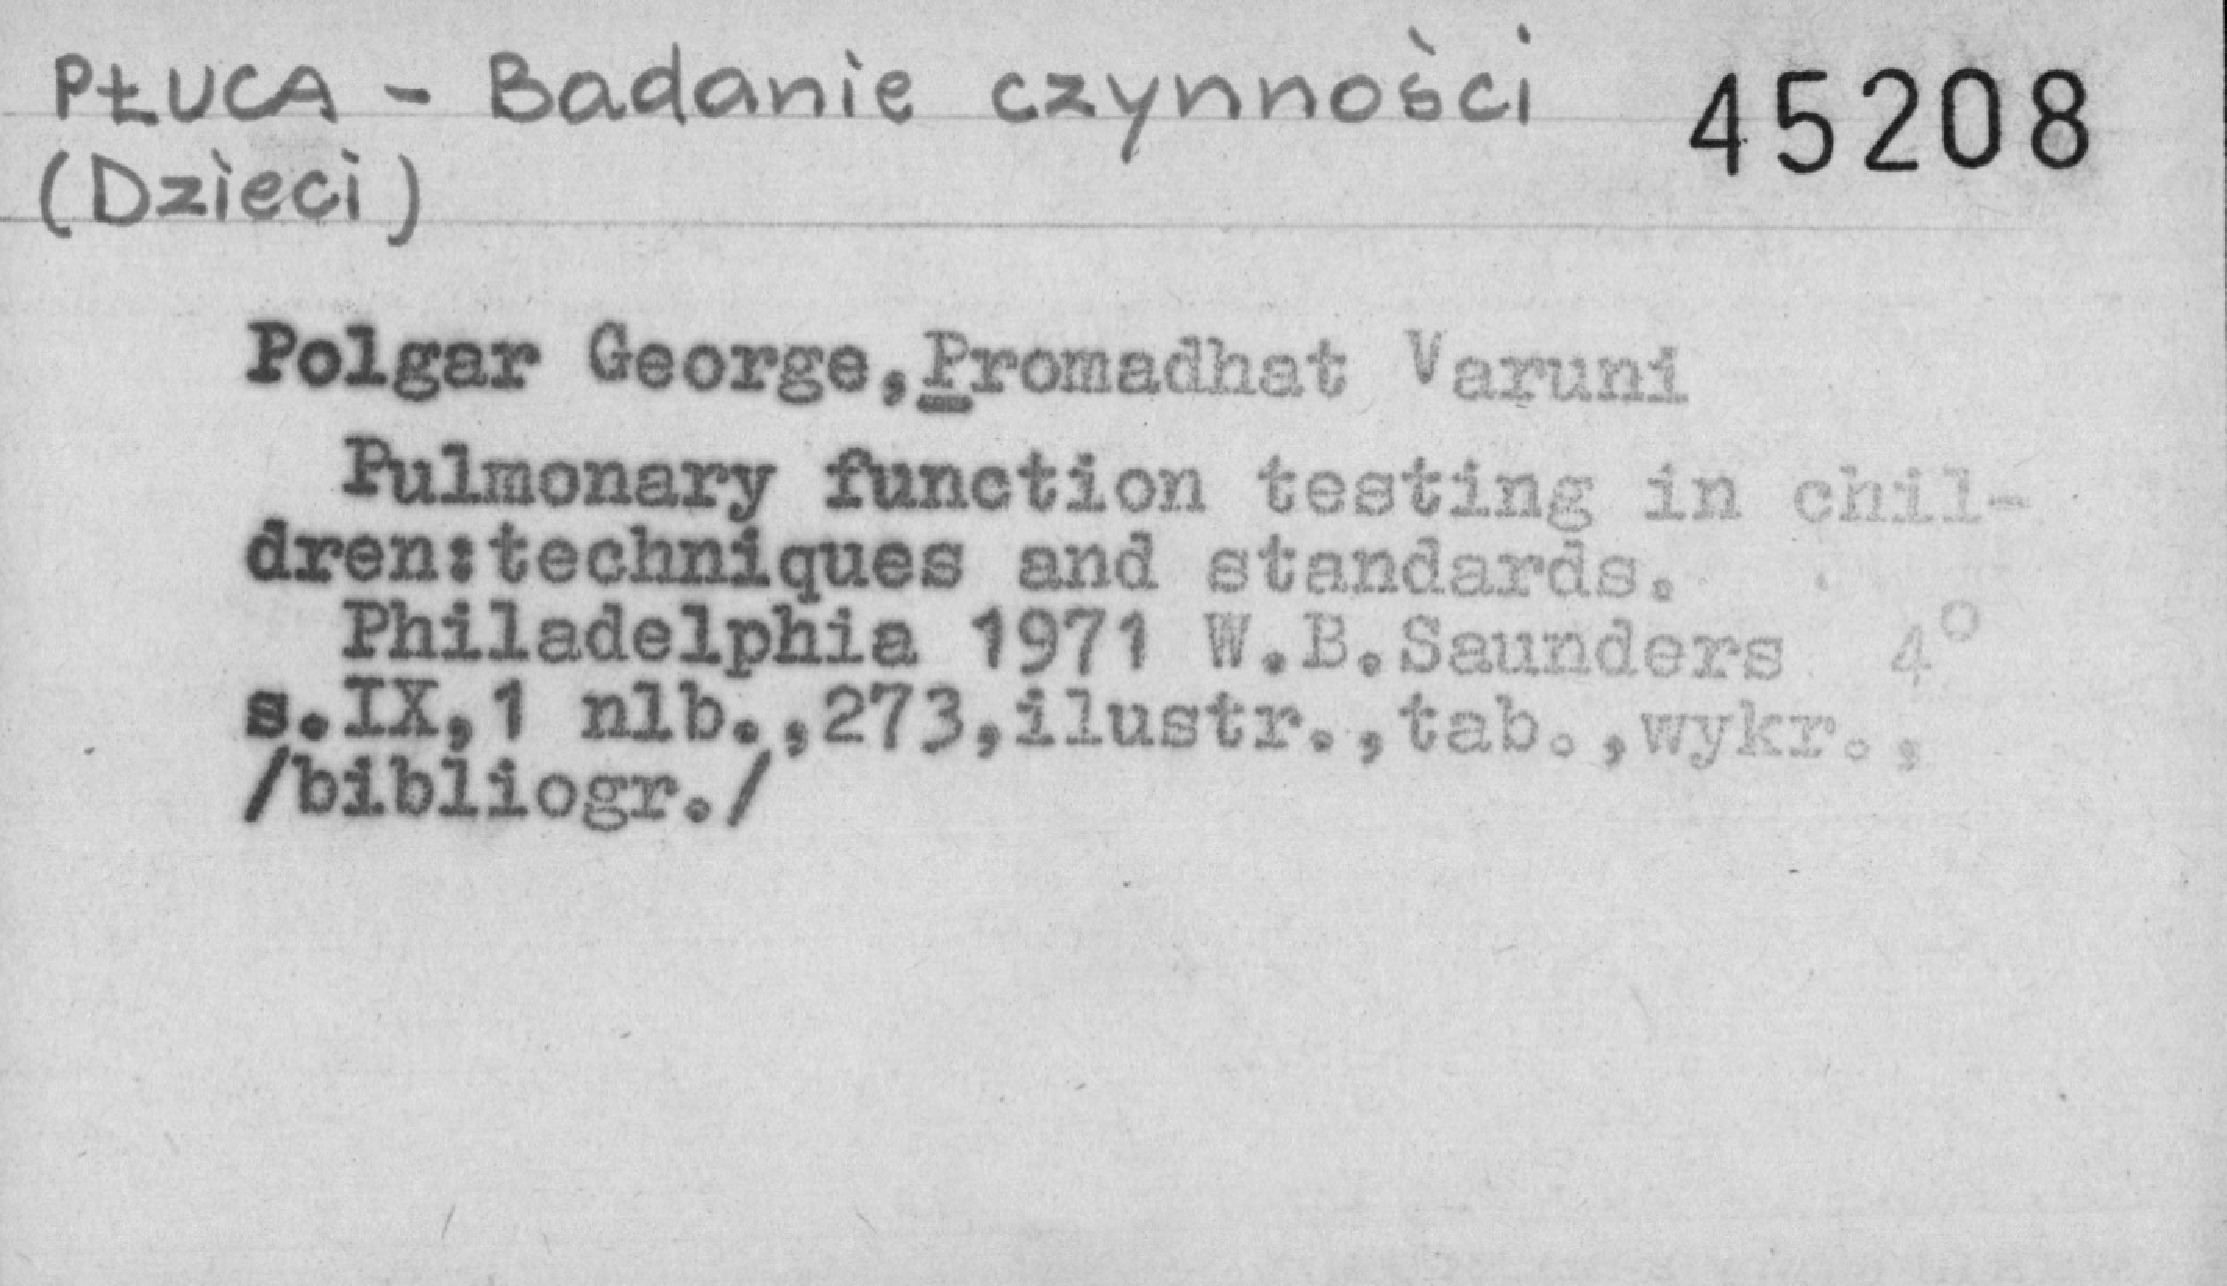 PŁUCA - Badanie czynności 45208
(Dzieci)
Polgar George, Promadhat Varuni
Pulmonary function testing in chil-
dren:techniques and standards.
Philadelphia 1971 W.B.Saunders 4°
s.IX,1 nlb.,273,ilustr.,tab.,wykr.,
/bibliogr./